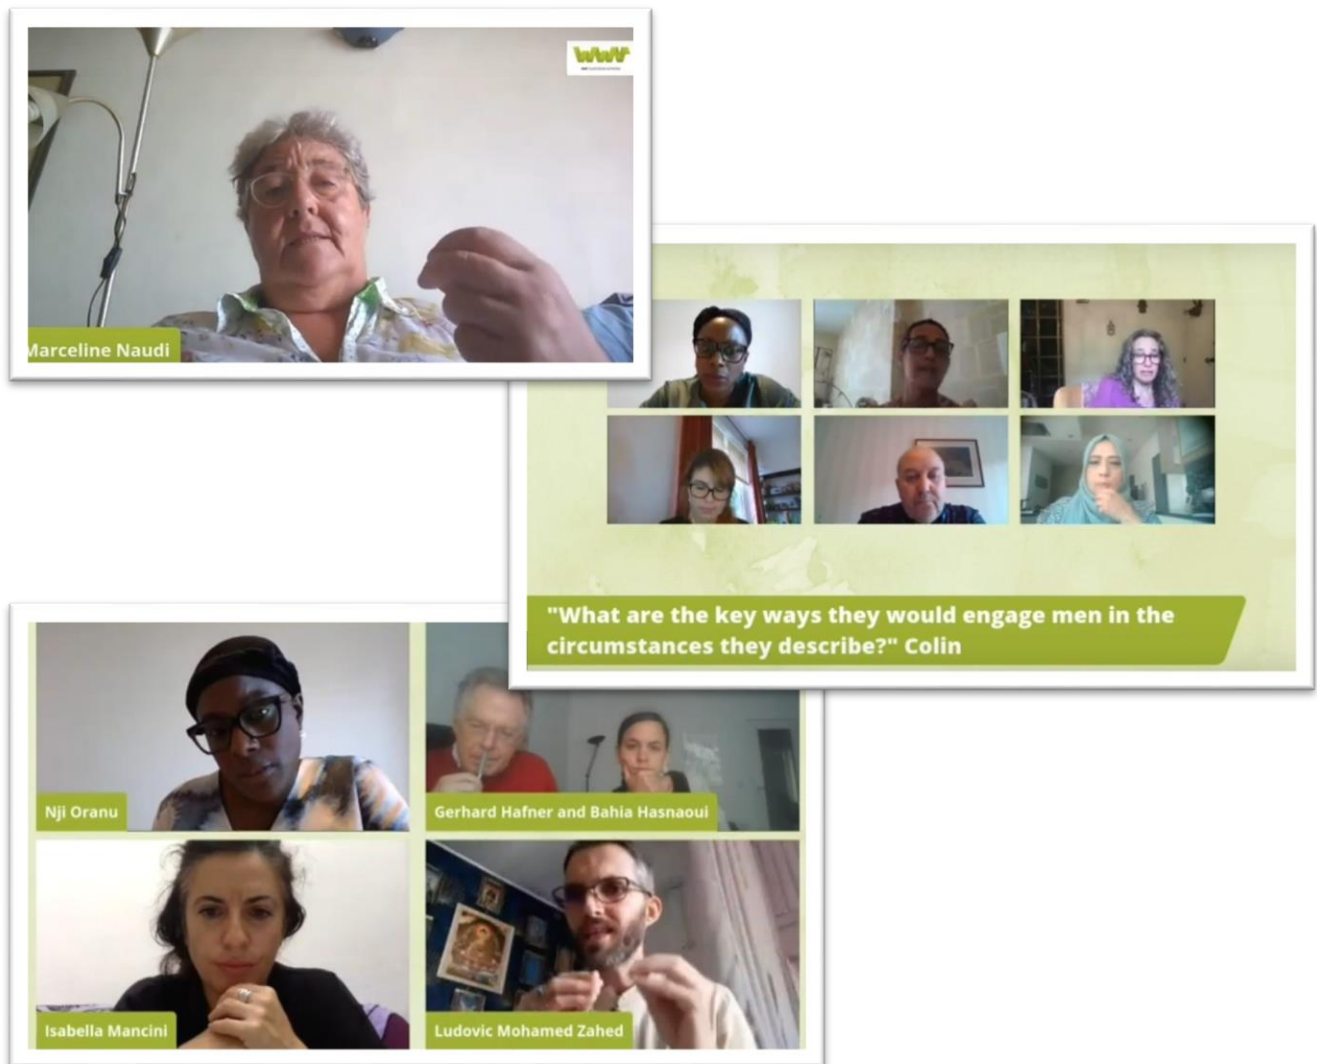 WWP
Marceline Naudi
"What are the key ways they would engage men in the
circumstances they describe?" Colin
Nji Oranu
Gerhard Hafner and Bahia Hasnaoui
Isabella Mancini
Ludovic Mohamed Zahed